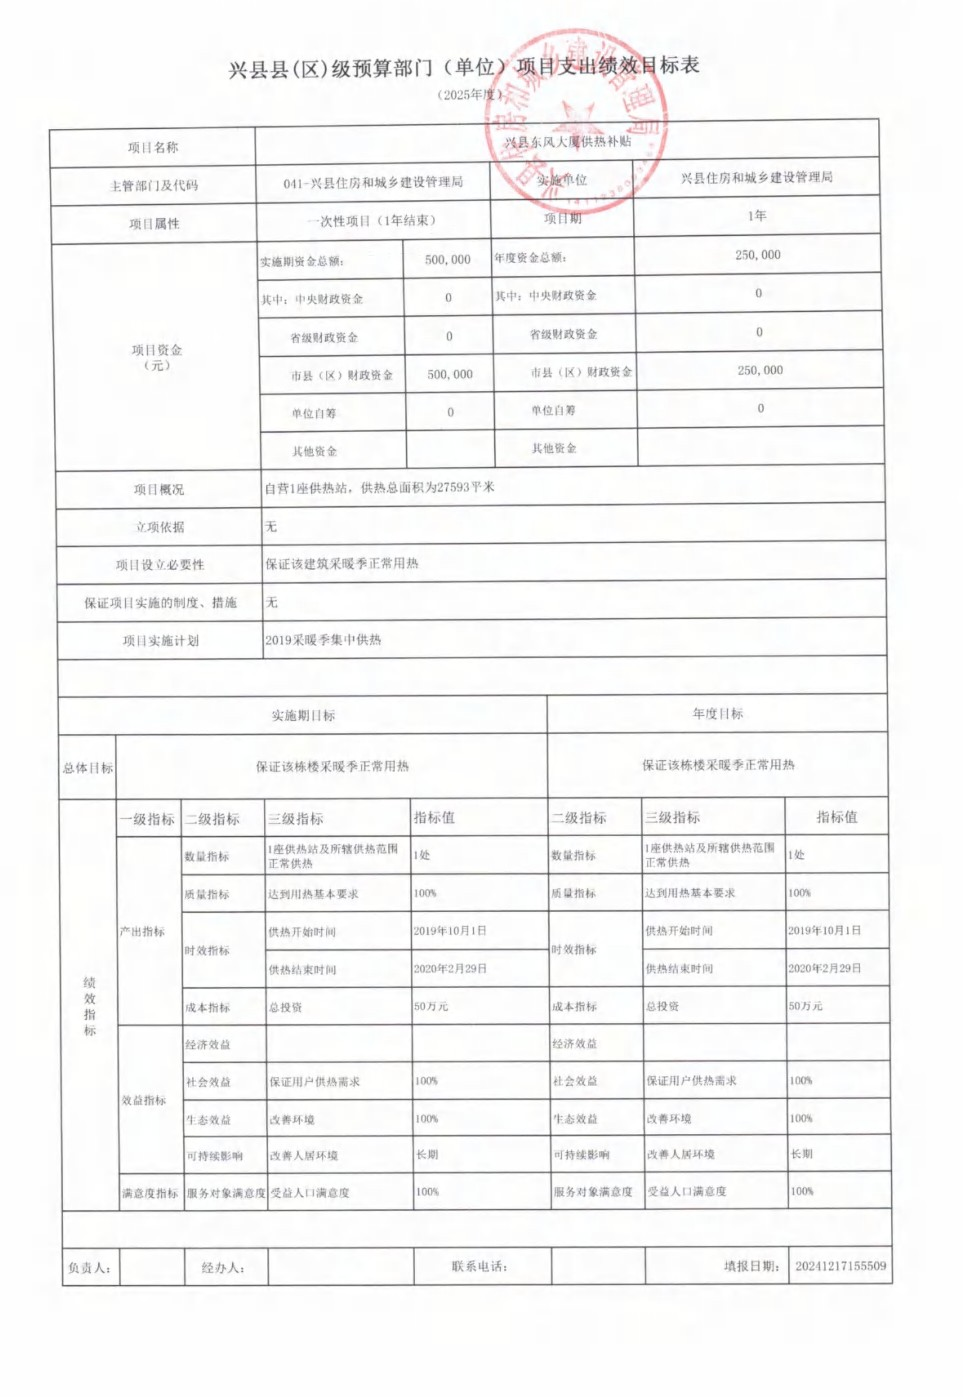 兴县县(区)级预算部门（单位）项目支出绩效目标表
（2025年度）
项目名称 兴县东风大厦供热补贴
主管部门及代码 041-兴县住房和城乡建设管理局 实施单位 兴县住房和城乡建设管理局
项目属性 一次性项目（1年结束） 项目期 1年
项目资金
（元）
实施期资金总额： 500,000 年度资金总额： 250,000
其中：中央财政资金 0 其中：中央财政资金 0
省级财政资金 0 省级财政资金 0
市县（区）财政资金 500,000 市县（区）财政资金 250,000
单位自筹 0 单位自筹 0
其他资金 其他资金
项目概况 自营1座供热站，供热总面积为27593平米
立项依据 无
项目设立必要性 保证该建筑采暖季正常用热
保证项目实施的制度、措施 无
项目实施计划 2019采暖季集中供热
实施期目标 年度目标
总体目标 保证该栋楼采暖季正常用热 保证该栋楼采暖季正常用热
绩效指标
一级指标 二级指标 三级指标 指标值 二级指标 三级指标 指标值
产出指标
数量指标 1座供热站及所辖供热范围正常供热 1处 数量指标 1座供热站及所辖供热范围正常供热 1处
质量指标 达到用热基本要求 100% 质量指标 达到用热基本要求 100%
时效指标 供热开始时间 2019年10月1日 时效指标 供热开始时间 2019年10月1日
供热结束时间 2020年2月29日 供热结束时间 2020年2月29日
成本指标 总投资 50万元 成本指标 总投资 50万元
效益指标
经济效益 经济效益
社会效益 保证用户供热需求 100% 社会效益 保证用户供热需求 100%
生态效益 改善环境 100% 生态效益 改善环境 100%
可持续影响 改善人居环境 长期 可持续影响 改善人居环境 长期
满意度指标 服务对象满意度 受益人口满意度 100% 服务对象满意度 受益人口满意度 100%
负责人： 经办人： 联系电话： 填报日期： 20241217155509